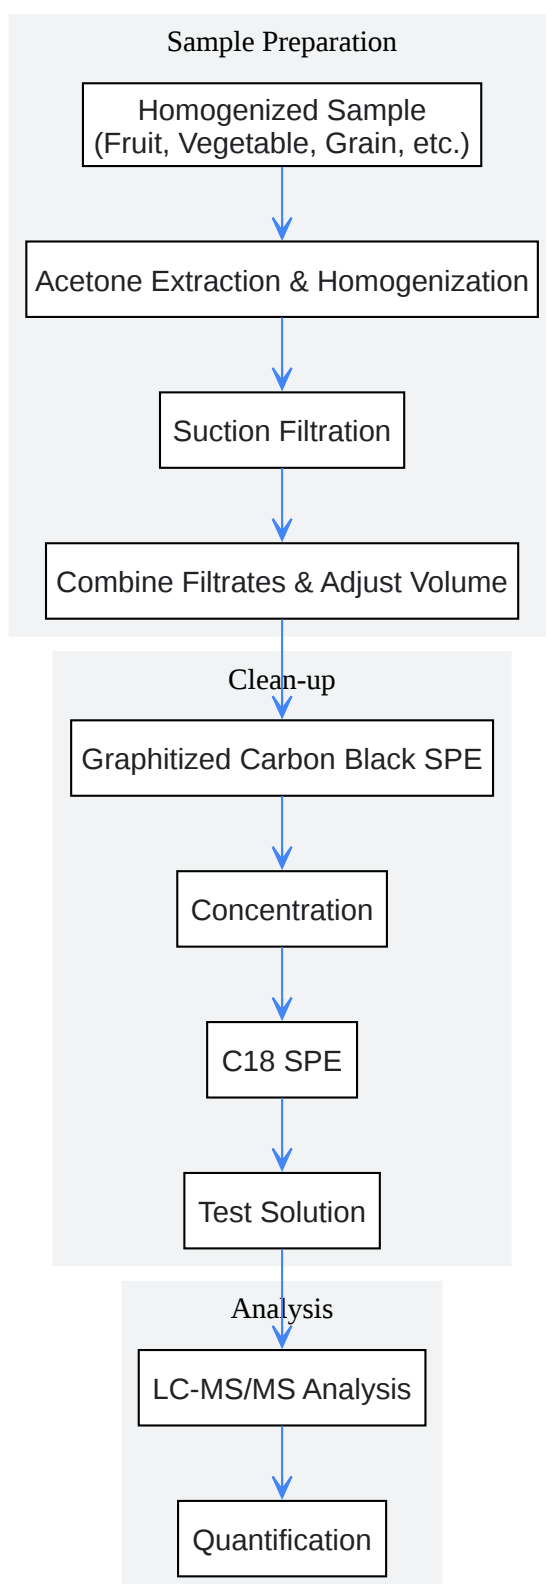 Sample Preparation
Homogenized Sample
(Fruit, Vegetable, Grain, etc.)
Acetone Extraction & Homogenization
Suction Filtration
Combine Filtrates & Adjust Volume
Clean-up
Graphitized Carbon Black SPE
Concentration
C18 SPE
Test Solution
Analysis
LC-MS/MS Analysis
Quantification